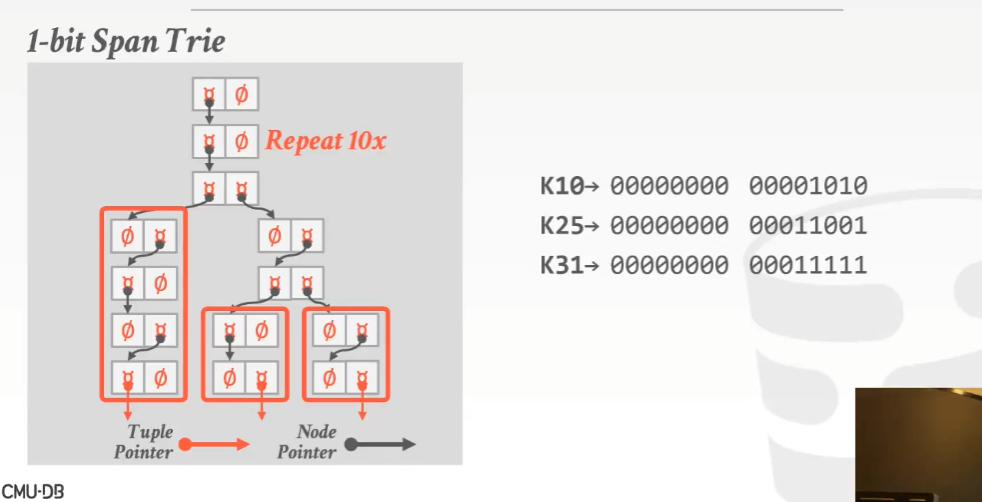 1-bit Span Trie
¤ Ø
¤ Ø Repeat 10x
¤ ¤
Ø ¤ Ø ¤
¤ Ø ¤ ¤
Ø ¤ ¤ Ø Ø ¤
¤ Ø Ø ¤ Ø ¤
Tuple
Pointer
Node
Pointer
K10→ 00000000 00001010
K25→ 00000000 00011001
K31→ 00000000 00011111
CMU·DB